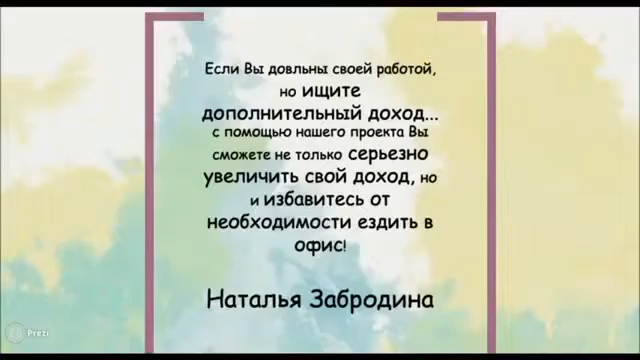 Если Вы довльны своей работой,
но ищите
дополнительный доход...
с помощью нашего проекта Вы
сможете не только серьезно
увеличить свой доход, но
и избавитесь от
необходимости ездить в
офис!
Наталья Забродина
Prezi